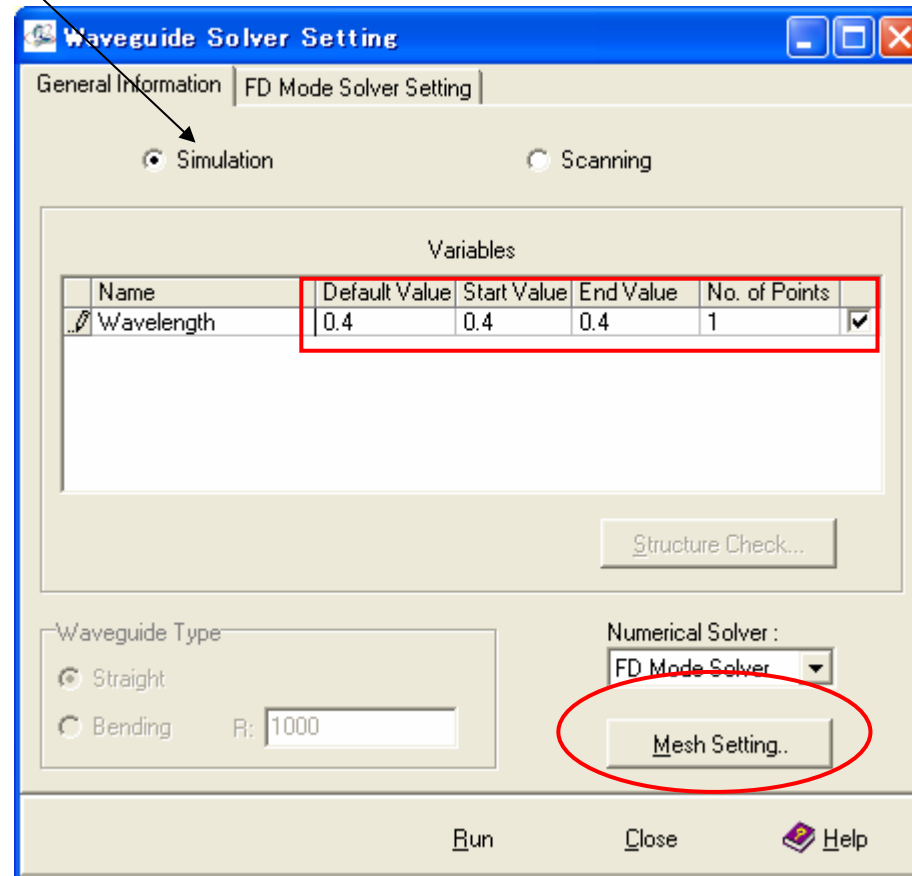 Waveguide Solver Setting
General Information FD Mode Solver Setting
Simulation Scanning
Variables
Name Default Value Start Value End Value No. of Points
Wavelength 0.4 0.4 0.4 1
Structure Check...
Waveguide Type
Numerical Solver :
Straight
FD Mode Solver
Bending R: 1000
Mesh Setting..
Run Close Help